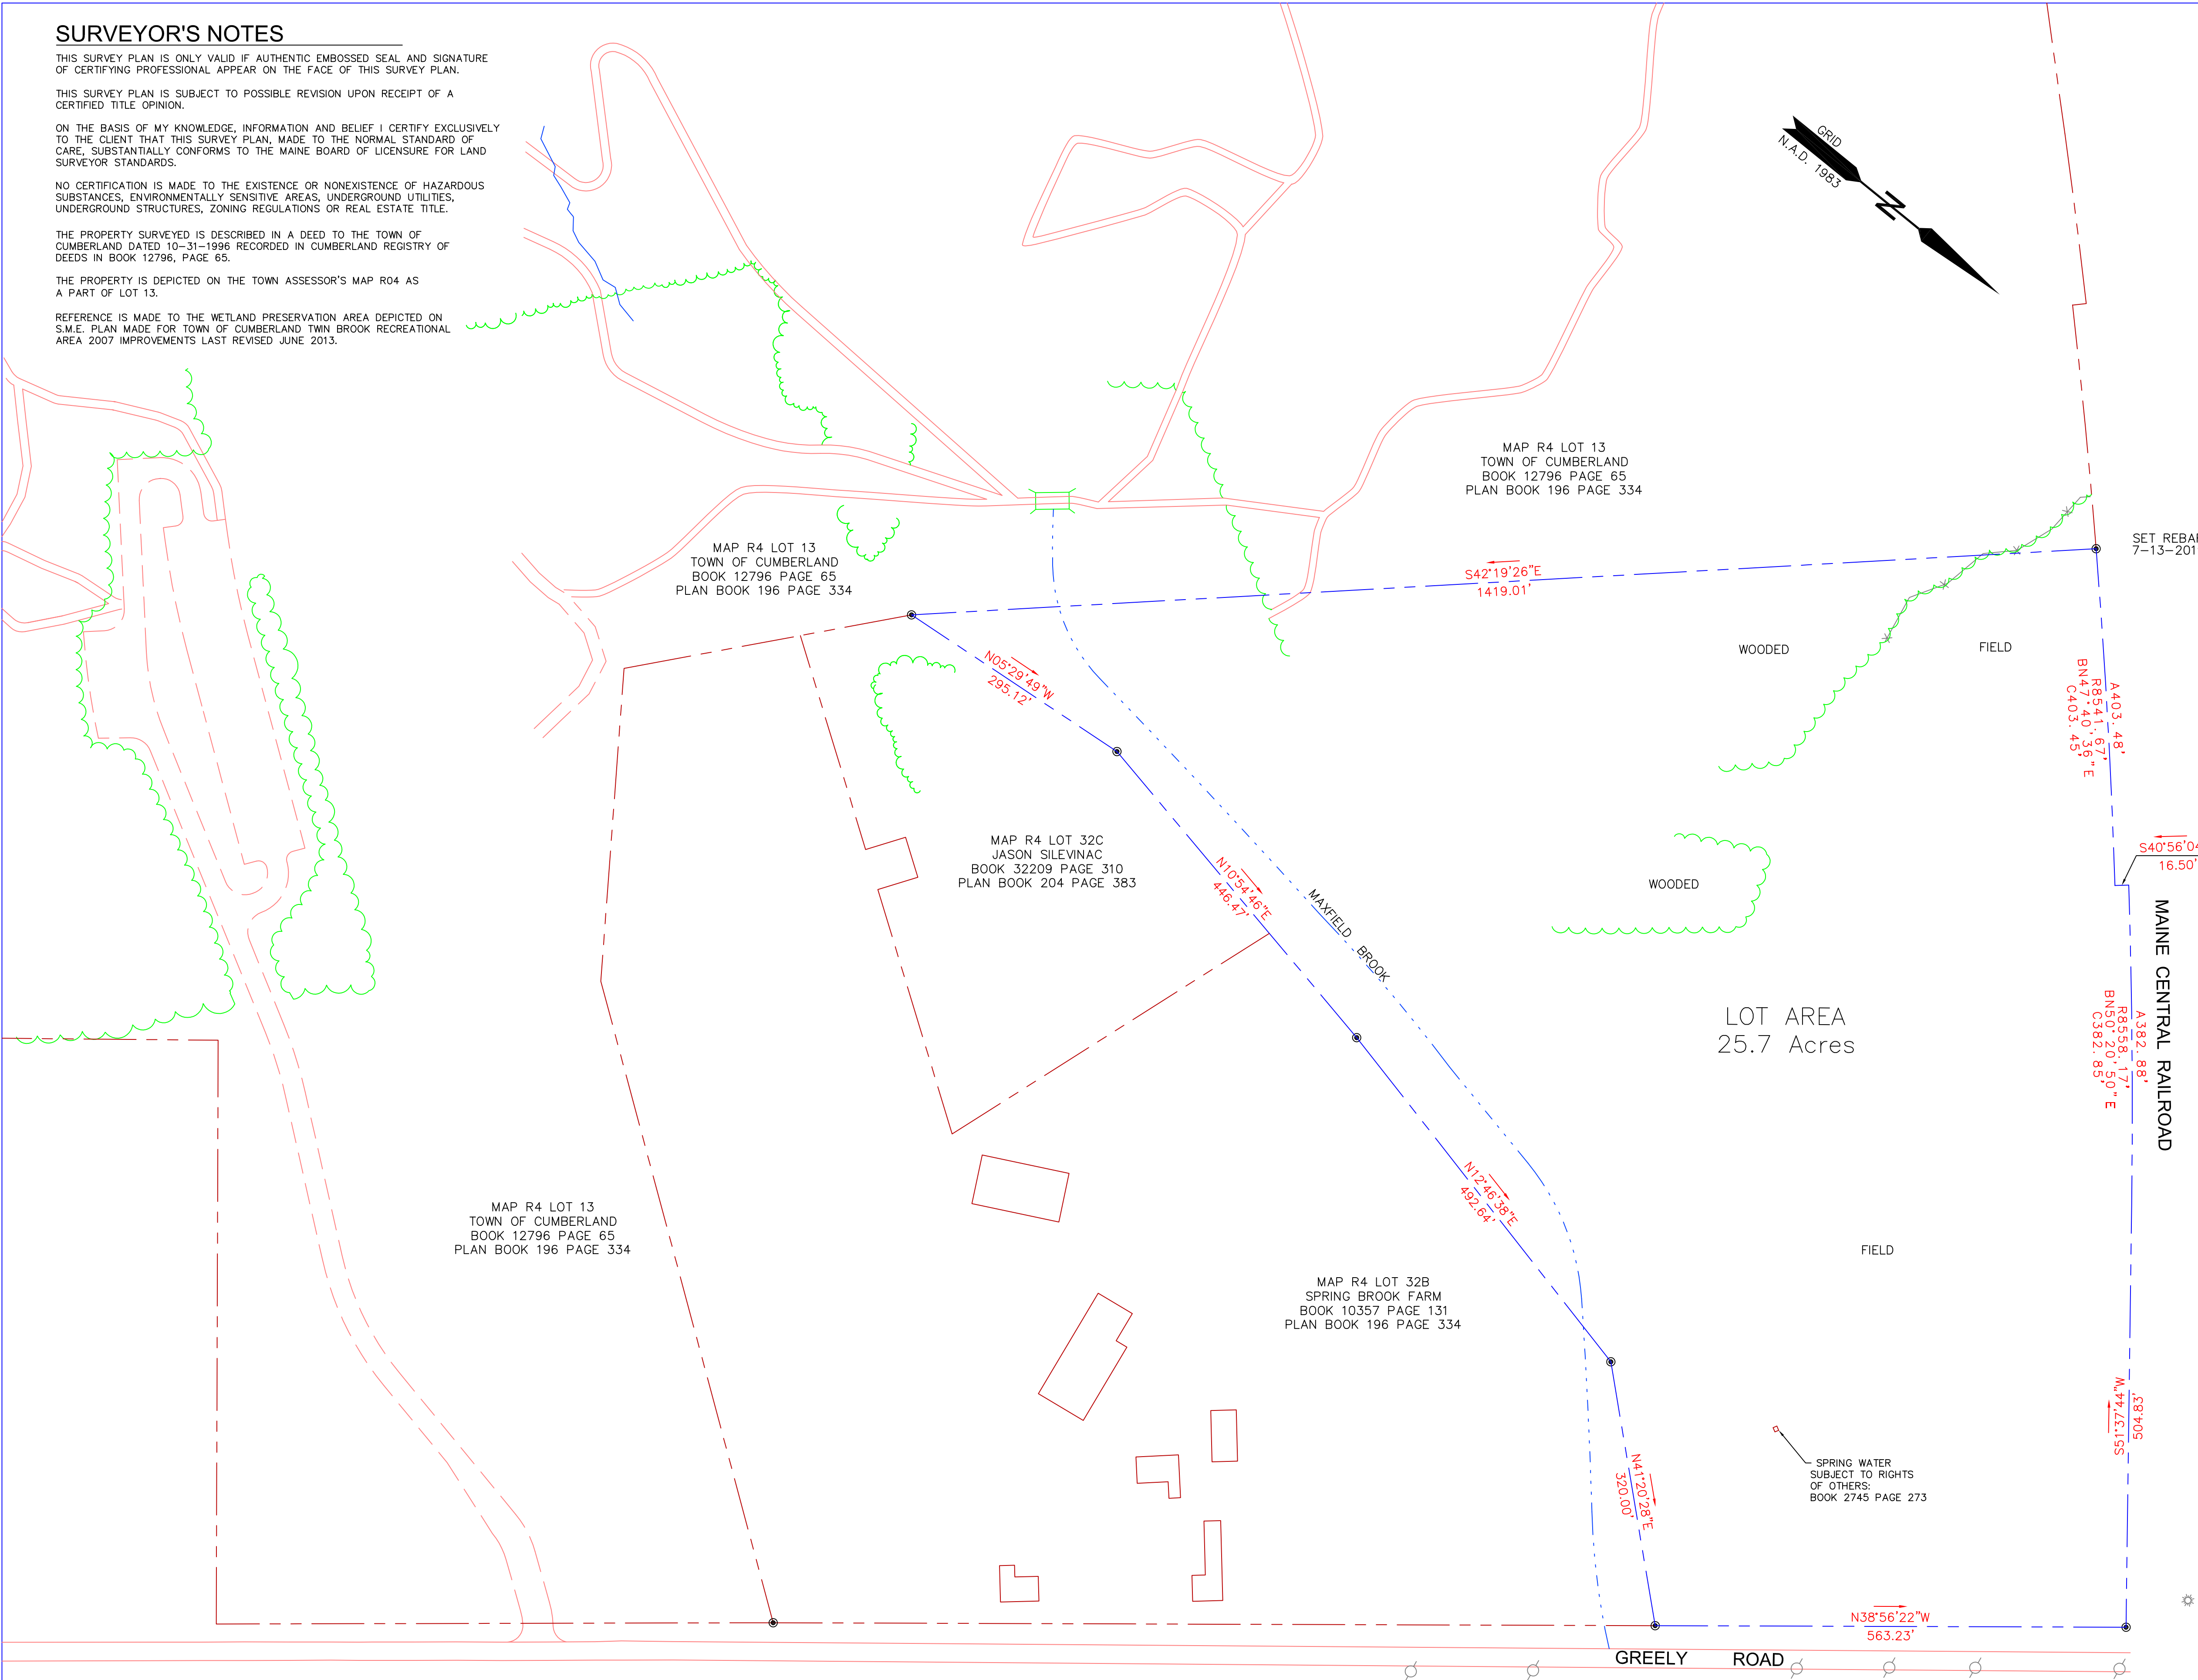 SURVEYOR'S NOTES
THIS SURVEY PLAN IS ONLY VALID IF AUTHENTIC EMBOSSED SEAL AND SIGNATURE
OF CERTIFYING PROFESSIONAL APPEAR ON THE FACE OF THIS SURVEY PLAN.
THIS SURVEY PLAN IS SUBJECT TO POSSIBLE REVISION UPON RECEIPT OF A
CERTIFIED TITLE OPINION.
ON THE BASIS OF MY KNOWLEDGE, INFORMATION AND BELIEF I CERTIFY EXCLUSIVELY
TO THE CLIENT THAT THIS SURVEY PLAN, MADE TO THE NORMAL STANDARD OF
CARE, SUBSTANTIALLY CONFORMS TO THE MAINE BOARD OF LICENSURE FOR LAND
SURVEYOR STANDARDS.
NO CERTIFICATION IS MADE TO THE EXISTENCE OR NONEXISTENCE OF HAZARDOUS
SUBSTANCES, ENVIRONMENTALLY SENSITIVE AREAS, UNDERGROUND UTILITIES,
UNDERGROUND STRUCTURES, ZONING REGULATIONS OR REAL ESTATE TITLE.
THE PROPERTY SURVEYED IS DESCRIBED IN A DEED TO THE TOWN OF
CUMBERLAND DATED 10-31-1996 RECORDED IN CUMBERLAND REGISTRY OF
DEEDS IN BOOK 12796, PAGE 65.
THE PROPERTY IS DEPICTED ON THE TOWN ASSESSOR'S MAP R04 AS
A PART OF LOT 13.
REFERENCE IS MADE TO THE WETLAND PRESERVATION AREA DEPICTED ON
S.M.E. PLAN MADE FOR TOWN OF CUMBERLAND TWIN BROOK RECREATIONAL
AREA 2007 IMPROVEMENTS LAST REVISED JUNE 2013.
GRID
N.A.D. 1983
N
MAP R4 LOT 13
TOWN OF CUMBERLAND
BOOK 12796 PAGE 65
PLAN BOOK 196 PAGE 334
MAP R4 LOT 13
TOWN OF CUMBERLAND
BOOK 12796 PAGE 65
PLAN BOOK 196 PAGE 334
SET REBAR
7-13-201
S42°19'26"E
1419.01'
WOODED
FIELD
N05°29'49"W
295.12'
A403.48'
R8541.67'
BN47°40'36"E
C403.45'
MAP R4 LOT 32C
JASON SILEVINAC
BOOK 32209 PAGE 310
PLAN BOOK 204 PAGE 383
N10°54'46"E
446.47'
MAXFIELD BROOK
WOODED
S40°56'04
16.50'
MAINE CENTRAL RAILROAD
LOT AREA
25.7 Acres
A382.88'
R8558.17'
BN50°20'50"E
C382.85'
MAP R4 LOT 13
TOWN OF CUMBERLAND
BOOK 12796 PAGE 65
PLAN BOOK 196 PAGE 334
N12°46'38"E
492.64'
FIELD
MAP R4 LOT 32B
SPRING BROOK FARM
BOOK 10357 PAGE 131
PLAN BOOK 196 PAGE 334
504.83'
S51°37'44"W
N41°20'28"E
320.00'
SPRING WATER
SUBJECT TO RIGHTS
OF OTHERS:
BOOK 2745 PAGE 273
N38°56'22"W
563.23'
GREELY ROAD